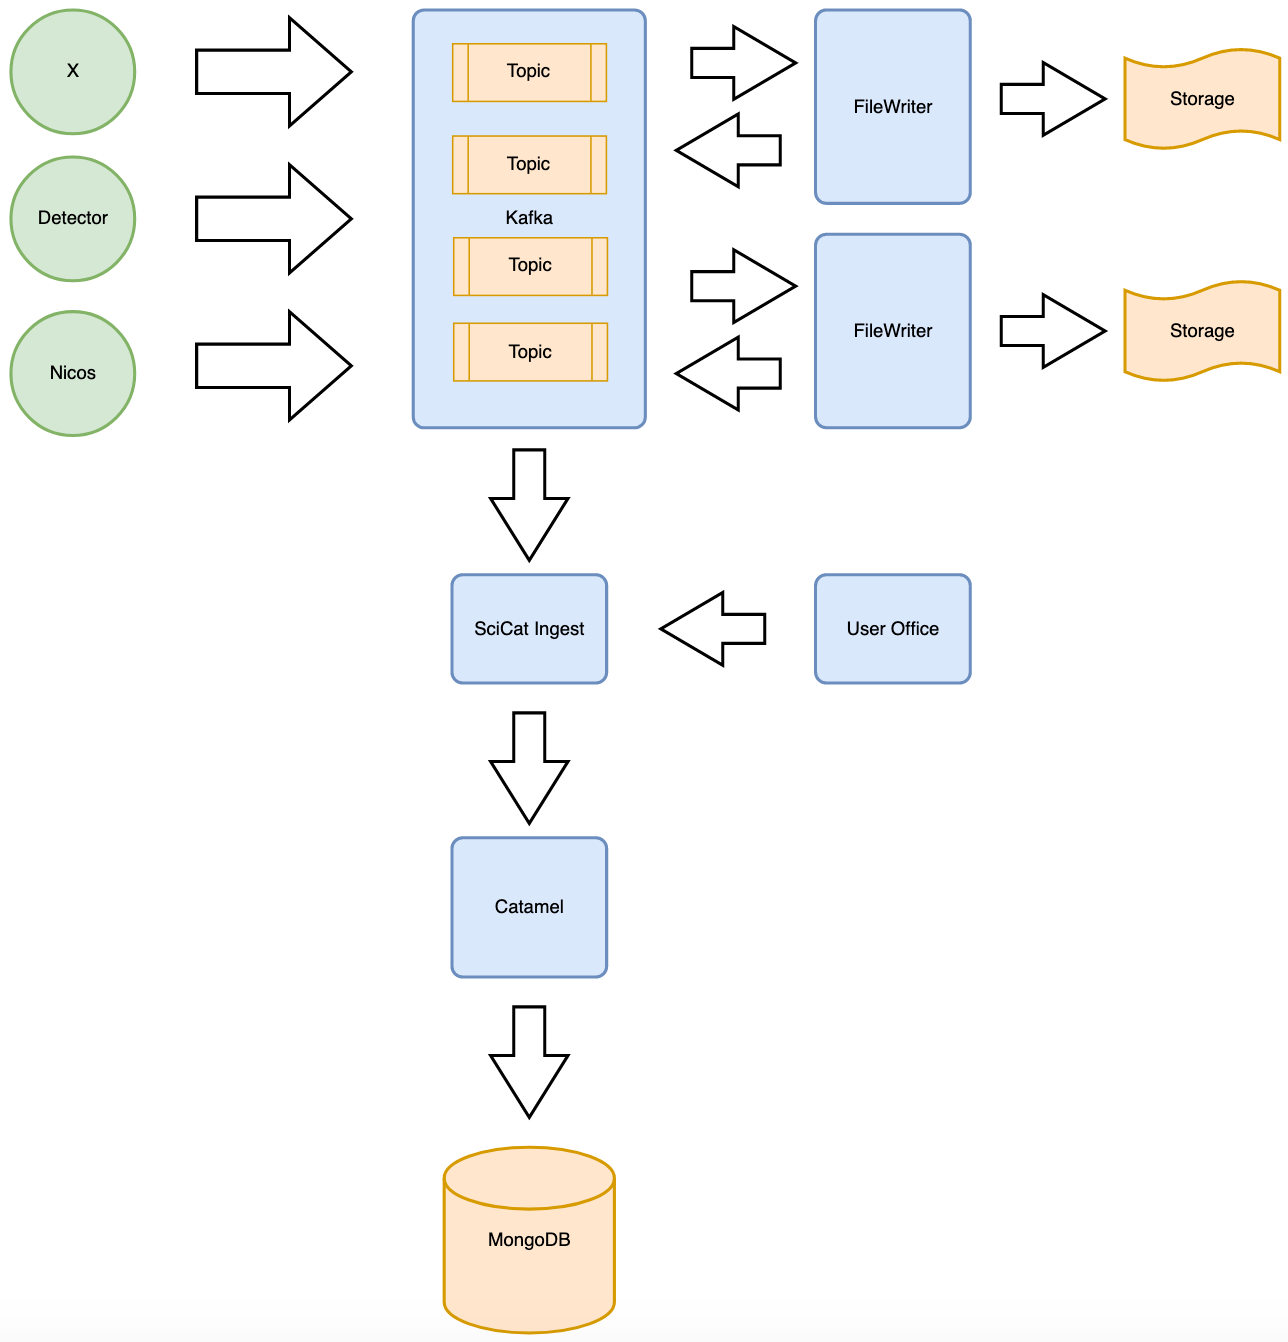 X
Detector
Nicos
Topic
Topic
Kafka
Topic
Topic
FileWriter
Storage
FileWriter
Storage
SciCat Ingest
User Office
Catamel
MongoDB